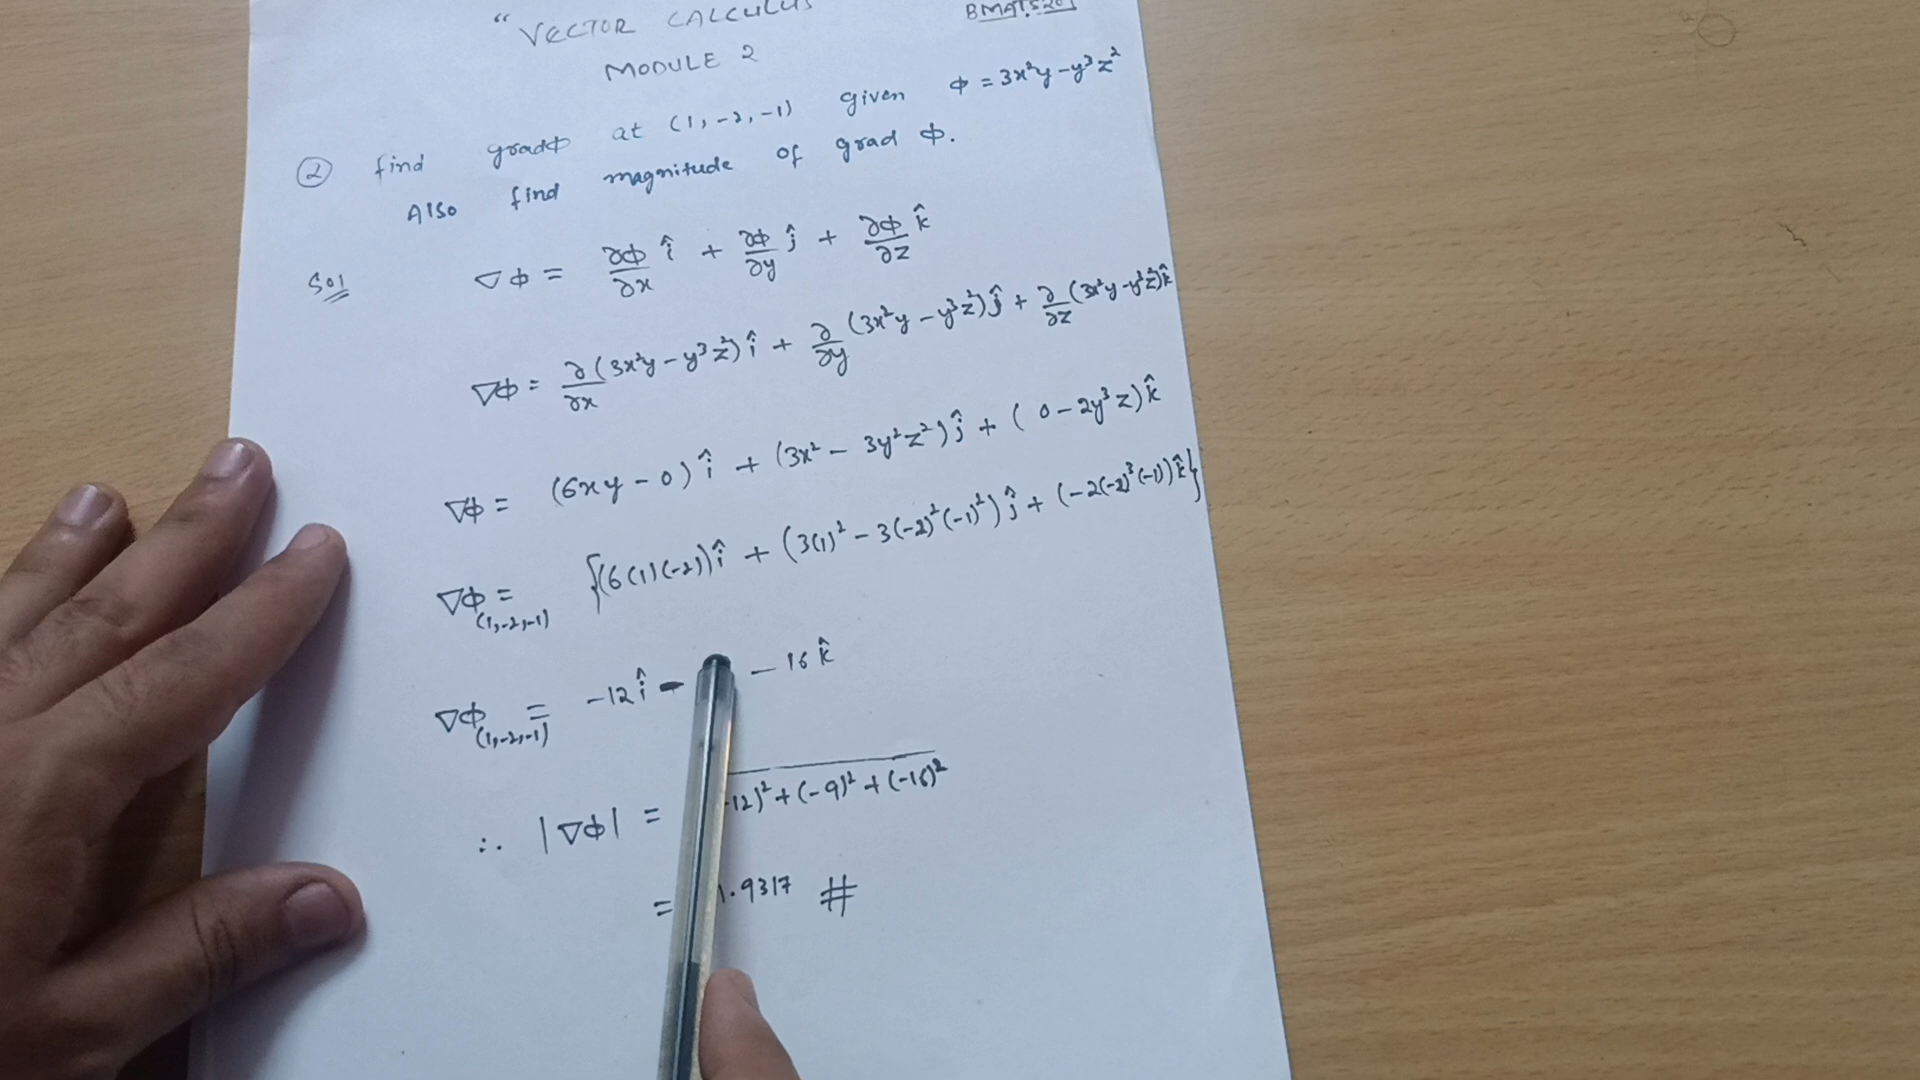 “ VECTOR CALCULUS
MODULE 2
② find gradϕ at (1, -2, -1) given ϕ = 3x²y - y³z²
Also find magnitude of grad ϕ.
Sol ∇ϕ = ∂ϕ/∂x î + ∂ϕ/∂y ĵ + ∂ϕ/∂z k̂
∇ϕ = ∂/∂x (3x²y - y³z²) î + ∂/∂y (3x²y - y³z²) ĵ + ∂/∂z (3x²y - y³z²) k̂
∇ϕ = (6xy - 0) î + (3x² - 3y²z²) ĵ + (0 - 2y³z) k̂
∇ϕ(1,-2,-1) = {(6(1)(-2)) î + (3(1)² - 3(-2)²(-1)²) ĵ + (-2(-2)³(-1)) k̂}
∇ϕ(1,-2,-1) = -12 î - - 16 k̂
∴ |∇ϕ| = 12)² + (-9)² + (-16)²
= 1.9317 #